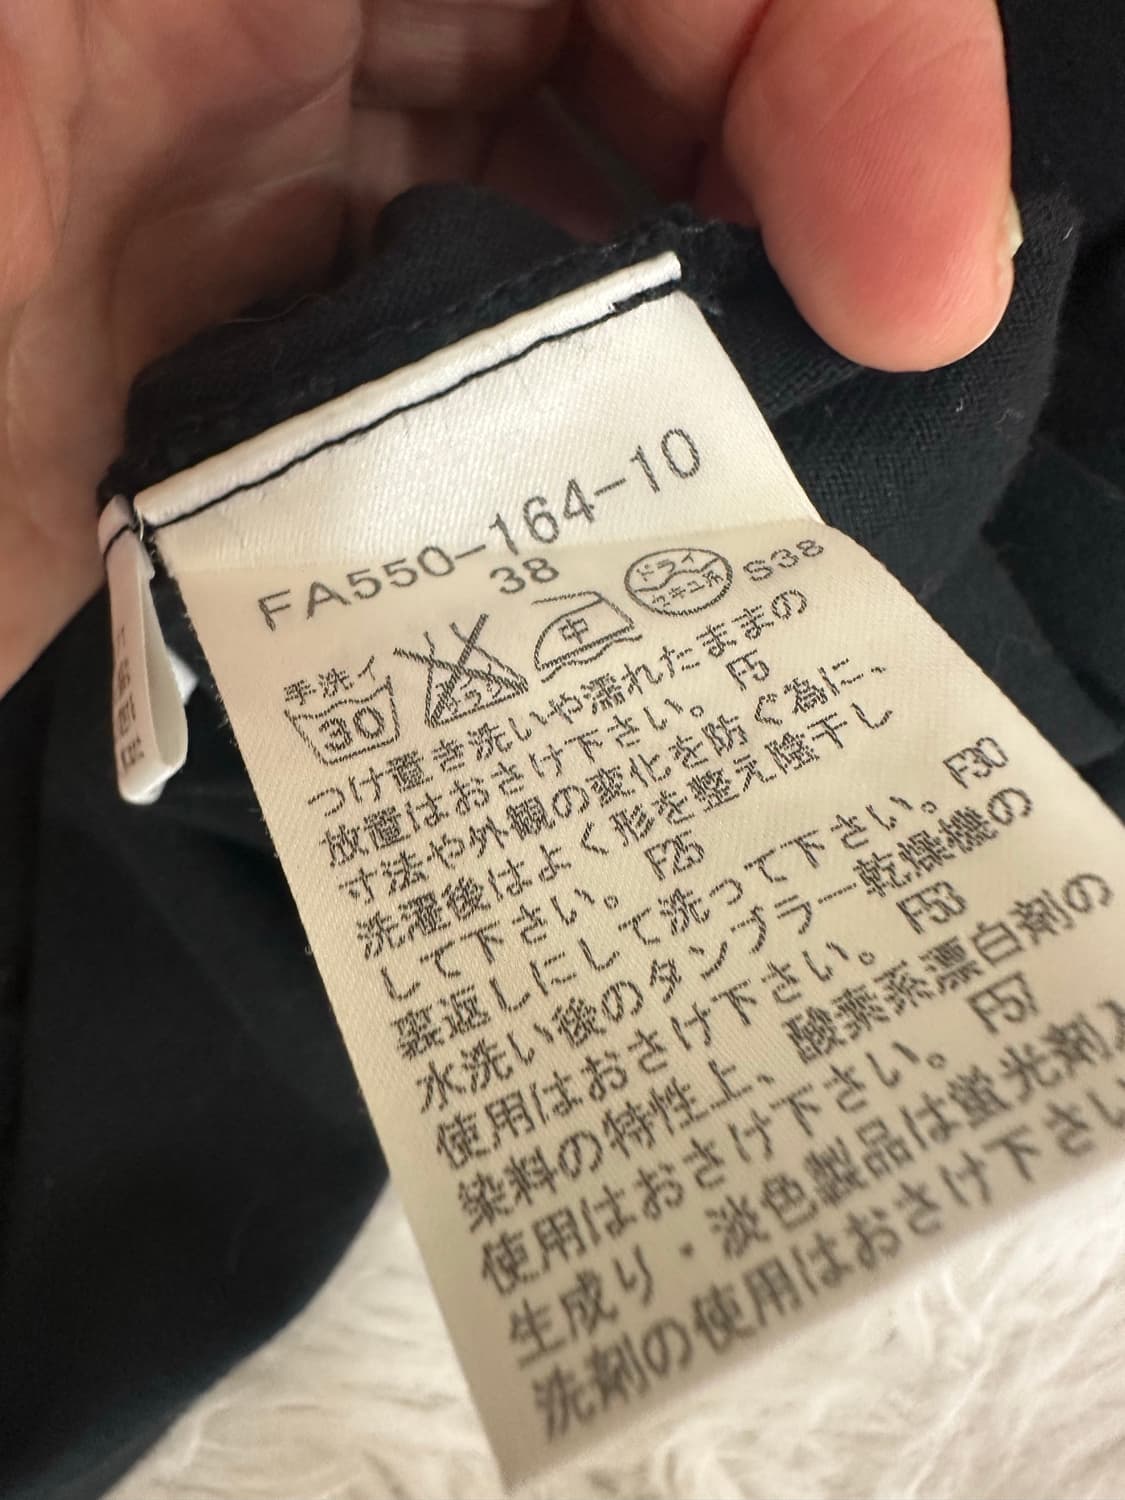 FA550-164-10
38
手洗イ
30
中
ドライ
セキユ系
S38
つけ置き洗いや濡れたままの
放置はおさけ下さい。 F5
寸法や外観の変化を防ぐ為に、
洗濯後はよく形を整え陰干し
して下さい。 F25
裏返しにして洗って下さい。 F30
水洗い後のタンブラー乾燥機の
使用はおさけ下さい。 F53
染料の特性上、酸素系漂白剤の
使用はおさけ下さい。 F57
生成り・淡色製品は蛍光剤入
洗剤の使用はおさけ下さい